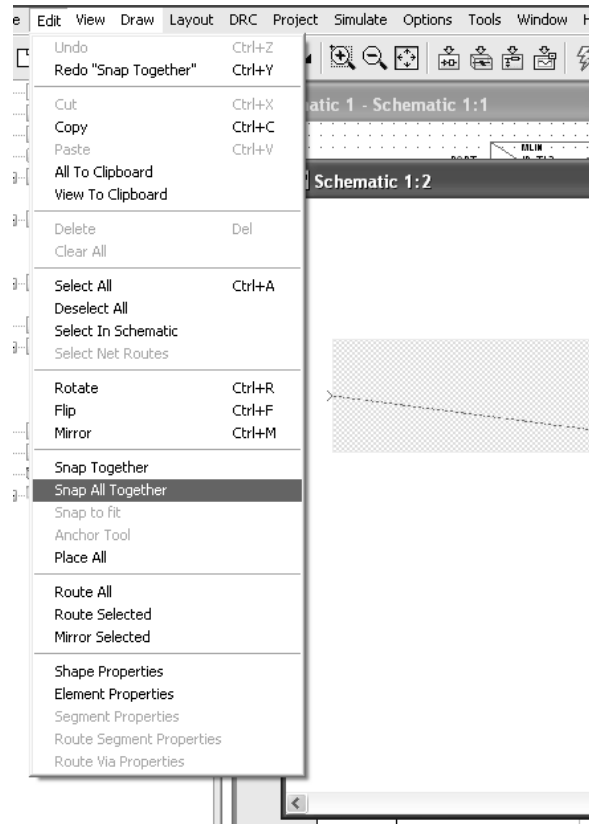 e Edit View Draw Layout DRC Project Simulate Options Tools Window H
Undo Ctrl+Z
Redo "Snap Together" Ctrl+Y
Cut Ctrl+X
Copy Ctrl+C
Paste Ctrl+V
All To Clipboard
View To Clipboard
Delete Del
Clear All
Select All Ctrl+A
Deselect All
Select In Schematic
Select Net Routes
Rotate Ctrl+R
Flip Ctrl+F
Mirror Ctrl+M
Snap Together
Snap All Together
Snap to fit
Anchor Tool
Place All
Route All
Route Selected
Mirror Selected
Shape Properties
Element Properties
Segment Properties
Route Segment Properties
Route Via Properties
atic 1 - Schematic 1:1
MLIN
Schematic 1:2